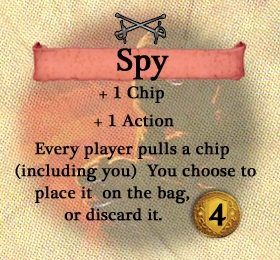 Spy
+ 1 Chip
+ 1 Action
Every player pulls a chip
(including you)  You choose to
place it  on the bag,
or discard it.
4